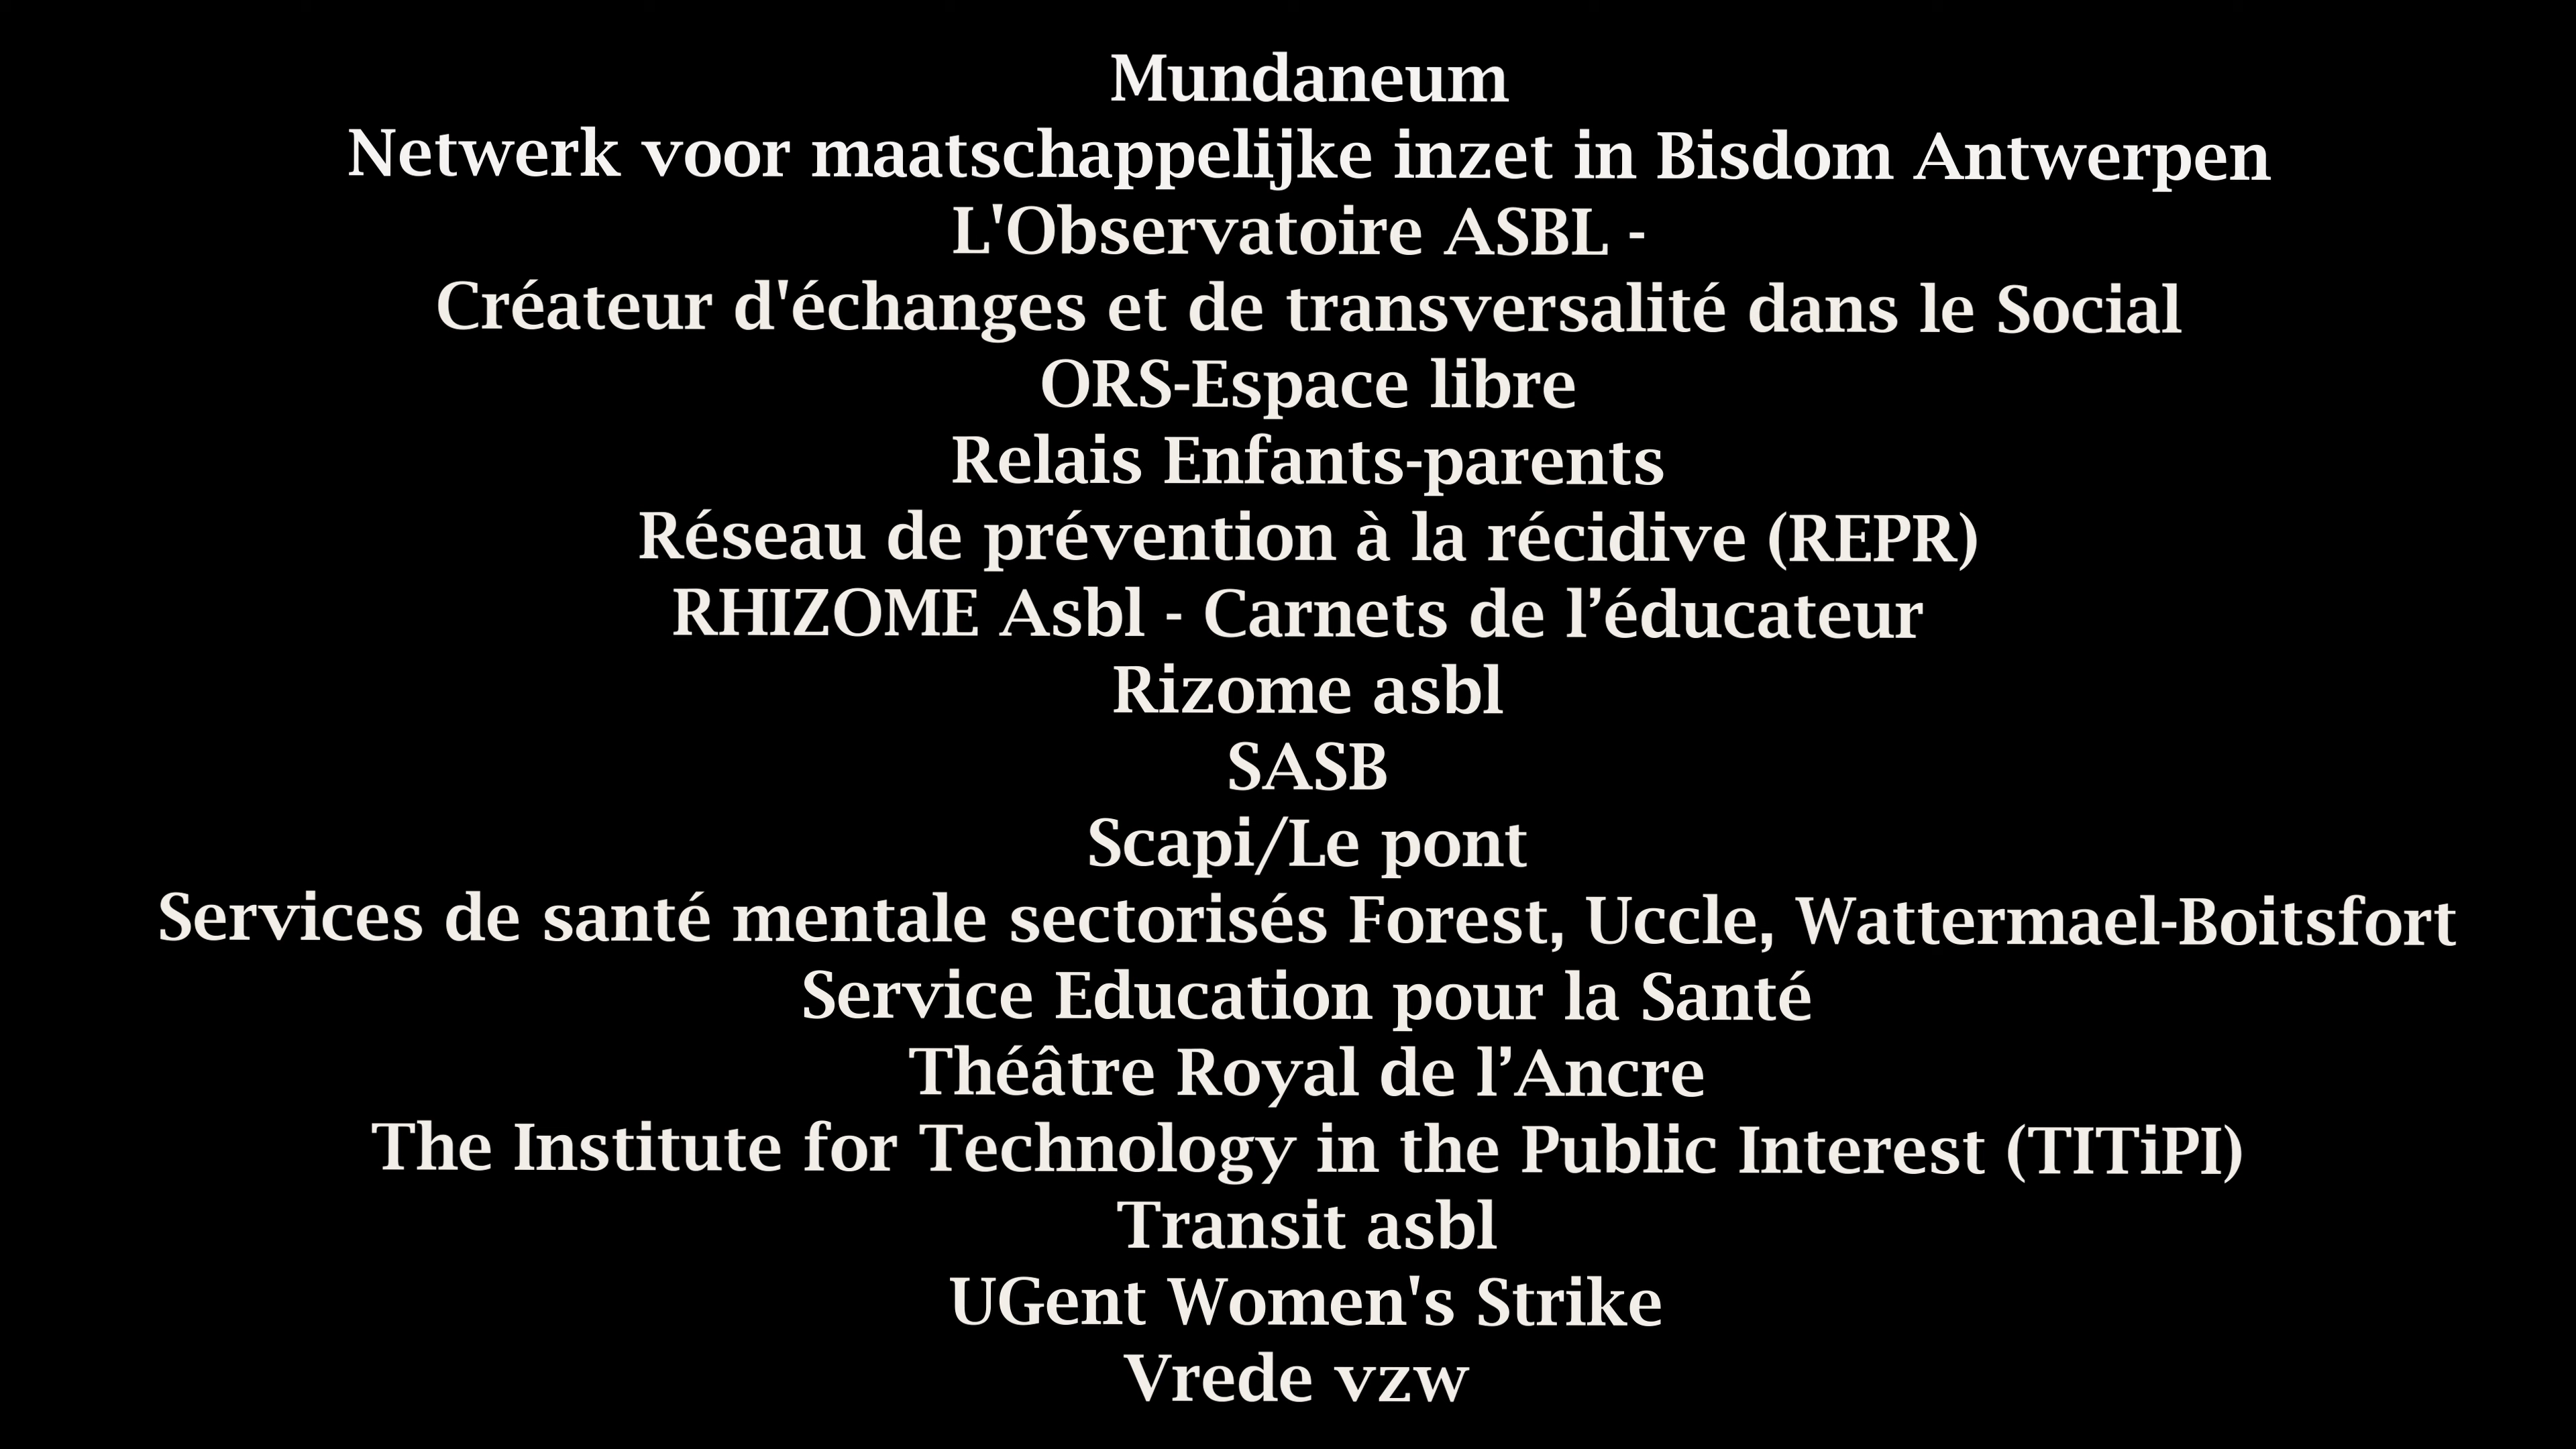 Mundaneum
Netwerk voor maatschappelijke inzet in Bisdom Antwerpen
L'Observatoire ASBL -
Créateur d'échanges et de transversalité dans le Social
ORS-Espace libre
Relais Enfants-parents
Réseau de prévention à la récidive (REPR)
RHIZOME Asbl - Carnets de l’éducateur
Rizome asbl
SASB
Scapi/Le pont
Services de santé mentale sectorisés Forest, Uccle, Wattermael-Boitsfort
Service Education pour la Santé
Théâtre Royal de l’Ancre
The Institute for Technology in the Public Interest (TITiPI)
Transit asbl
UGent Women's Strike
Vrede vzw